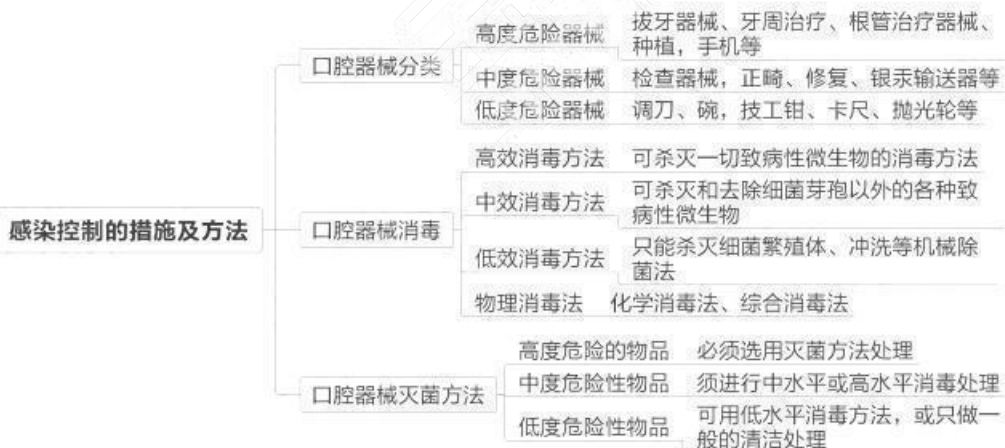 感染控制的措施及方法
口腔器械分类
高度危险器械
拔牙器械、牙周治疗、根管治疗器械、
种植，手机等
中度危险器械
检查器械，正畸、修复、银汞输送器等
低度危险器械
调刀、碗，技工钳、卡尺、抛光轮等
口腔器械消毒
高效消毒方法
可杀灭一切致病性微生物的消毒方法
中效消毒方法
可杀灭和去除细菌芽孢以外的各种致
病性微生物
低效消毒方法
只能杀灭细菌繁殖体、冲洗等机械除
菌法
物理消毒法
化学消毒法、综合消毒法
口腔器械灭菌方法
高度危险的物品
必须选用灭菌方法处理
中度危险性物品
须进行中水平或高水平消毒处理
低度危险性物品
可用低水平消毒方法，或只做一
般的清洁处理